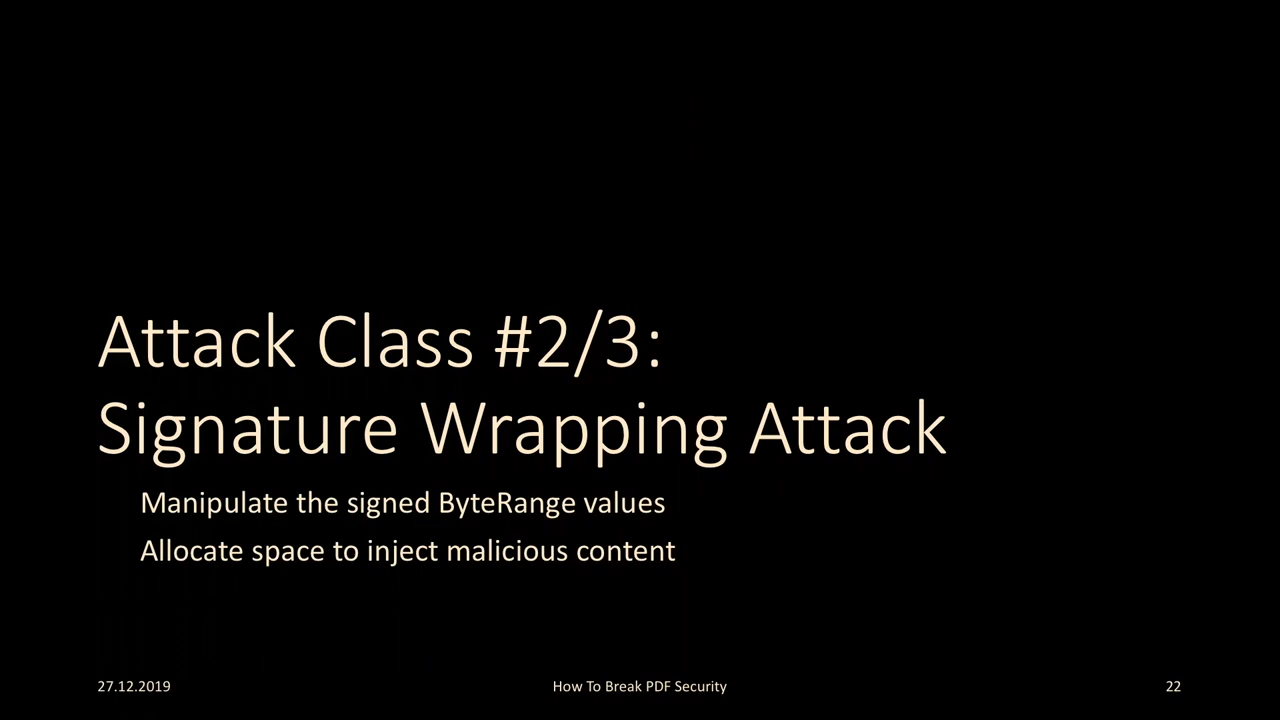 Attack Class #2/3:
Signature Wrapping Attack
Manipulate the signed ByteRange values
Allocate space to inject malicious content
27.12.2019
How To Break PDF Security
22